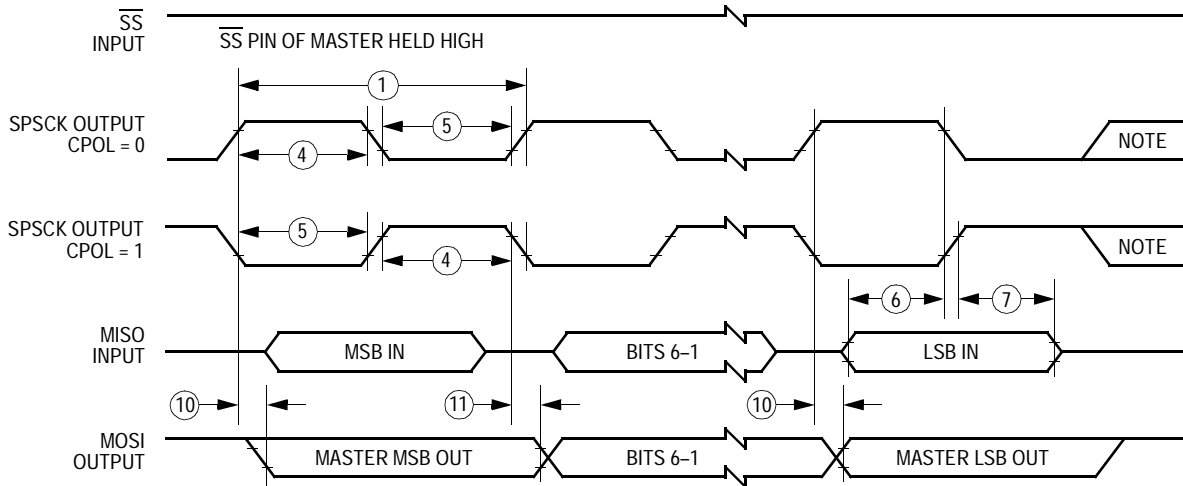 SS
INPUT
SS PIN OF MASTER HELD HIGH
1
SPSCK OUTPUT
CPOL = 0
5
4
NOTE
SPSCK OUTPUT
CPOL = 1
5
4
NOTE
6
7
MISO
INPUT
MSB IN
BITS 6–1
LSB IN
10
11
10
MOSI
OUTPUT
MASTER MSB OUT
BITS 6–1
MASTER LSB OUT